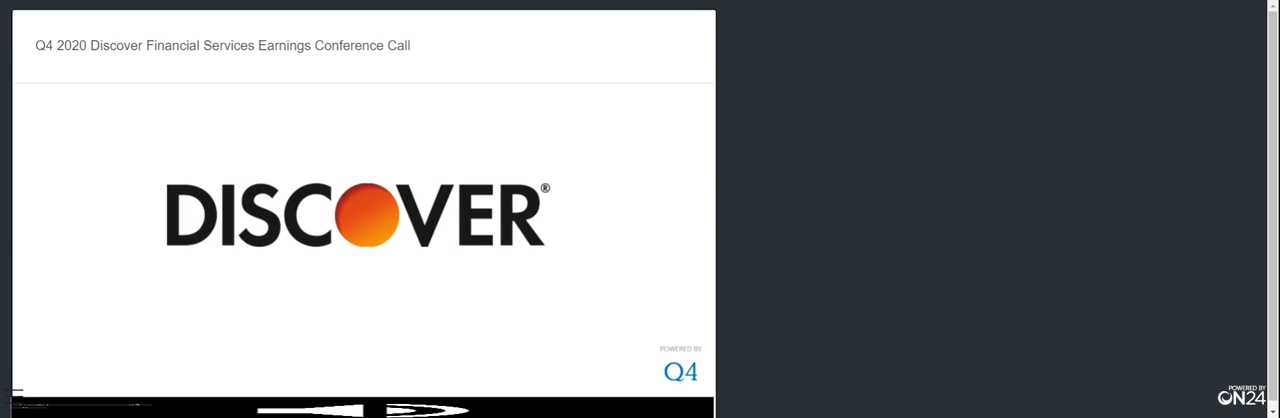 Q4 2020 Discover Financial Services Earnings Conference Call
DISCOVER®
POWERED BY
Q4
POWERED BY
ON24